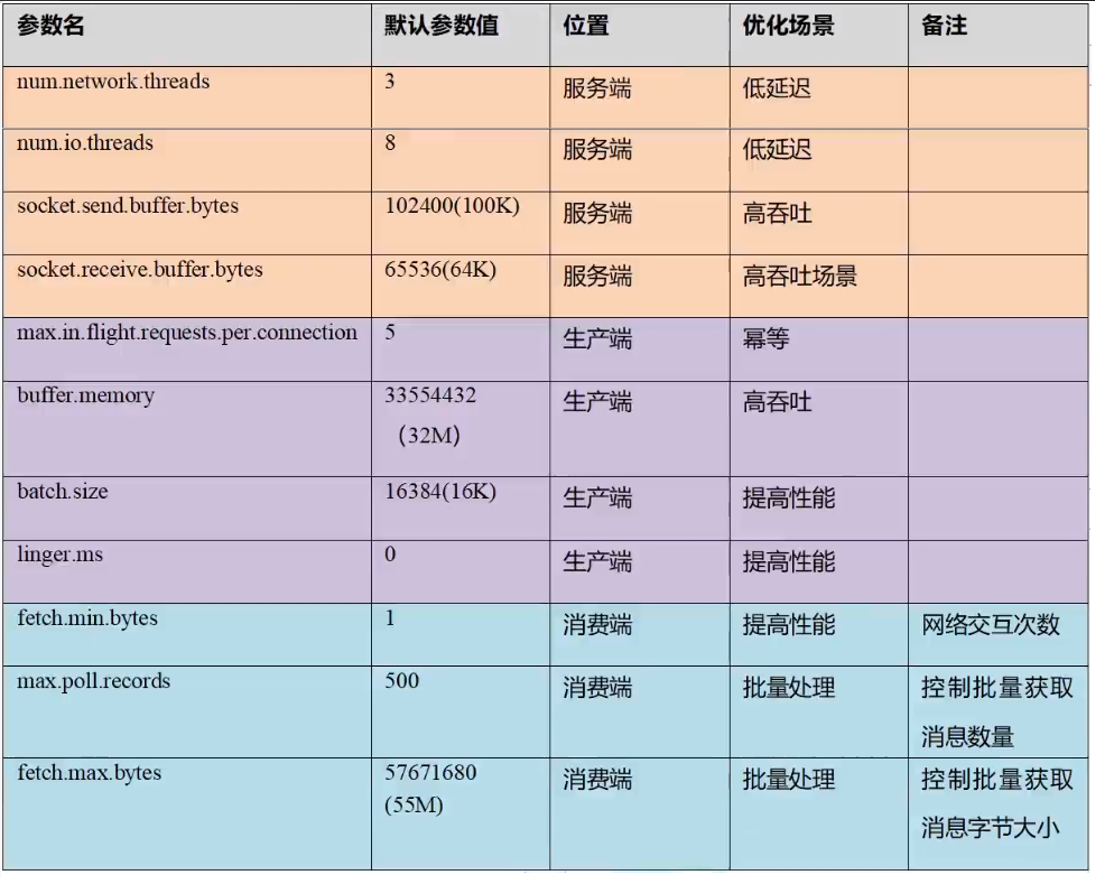 参数名 默认参数值 位置 优化场景 备注
num.network.threads 3 服务端 低延迟
num.io.threads 8 服务端 低延迟
socket.send.buffer.bytes 102400(100K) 服务端 高吞吐
socket.receive.buffer.bytes 65536(64K) 服务端 高吞吐场景
max.in.flight.requests.per.connection 5 生产端 幂等
buffer.memory 33554432 生产端 高吞吐
（32M）
batch.size 16384(16K) 生产端 提高性能
linger.ms 0 生产端 提高性能
fetch.min.bytes 1 消费端 提高性能 网络交互次数
max.poll.records 500 消费端 批量处理 控制批量获取
消息数量
fetch.max.bytes 57671680 消费端 批量处理 控制批量获取
(55M) 消息字节大小